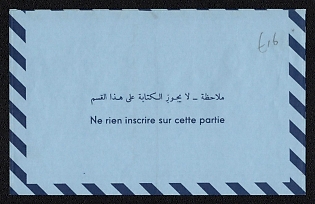 ملاحظة ـ لا يجوز الكتابة على هذا القسم
Ne rien inscrire sur cette partie